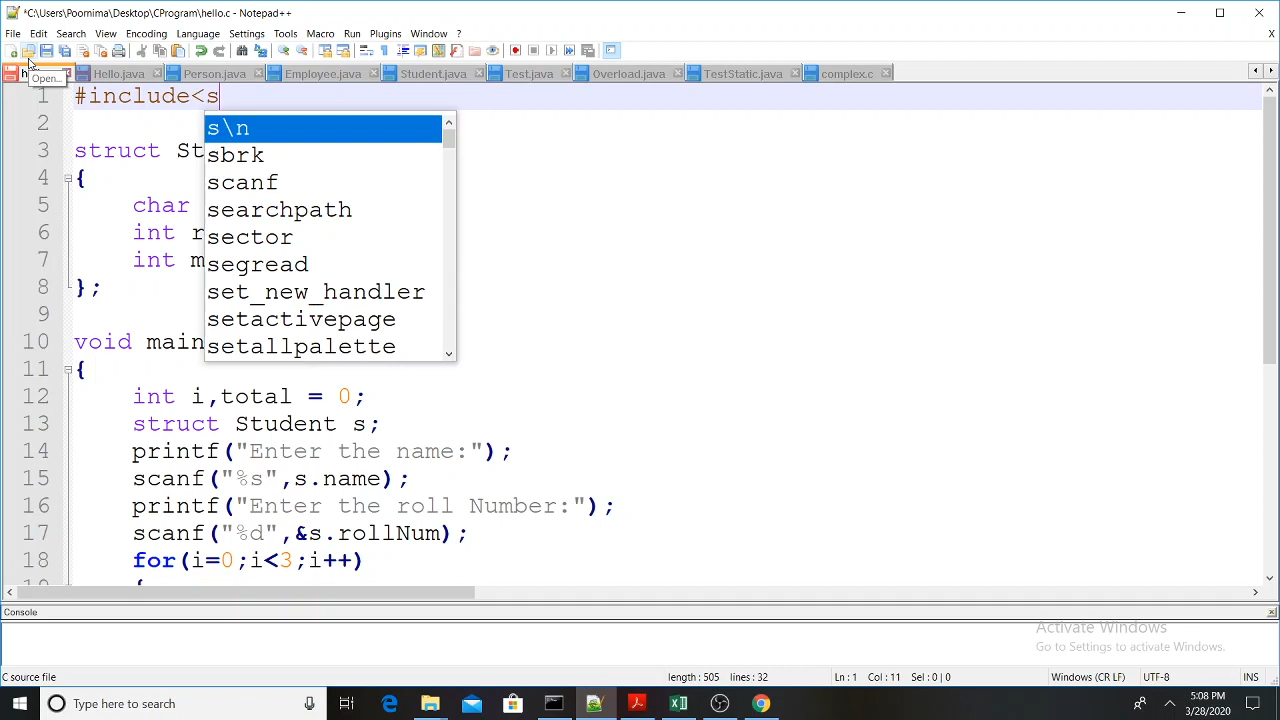 *C:\Users\Poornima\Desktop\CProgram\hello.c - Notepad++
File Edit Search View Encoding Language Settings Tools Macro Run Plugins Window ? X
Hello.java Person.java Employee.java Student.java Test.java Overload.java TestStatic.java complex.c
Open...
1 #include<s
s\n
2
sbrk
3 struct St
4 {
scanf
5 char
searchpath
6 int
sector
7 int m
segread
8 };
set_new_handler
9
setactivepage
10 void main
setallpalette
11 {
12 int i,total = 0;
13 struct Student s;
14 printf("Enter the name:");
15 scanf("%s",s.name);
16 printf("Enter the roll Number:");
17 scanf("%d",&s.rollNum);
18 for(i=0;i<3;i++)
Console
Activate Windows
Go to Settings to activate Windows.
C source file length : 505 lines : 32 Ln : 1 Col : 11 Sel : 0 | 0 Windows (CR LF) UTF-8 INS
Type here to search
5:08 PM
3/28/2020